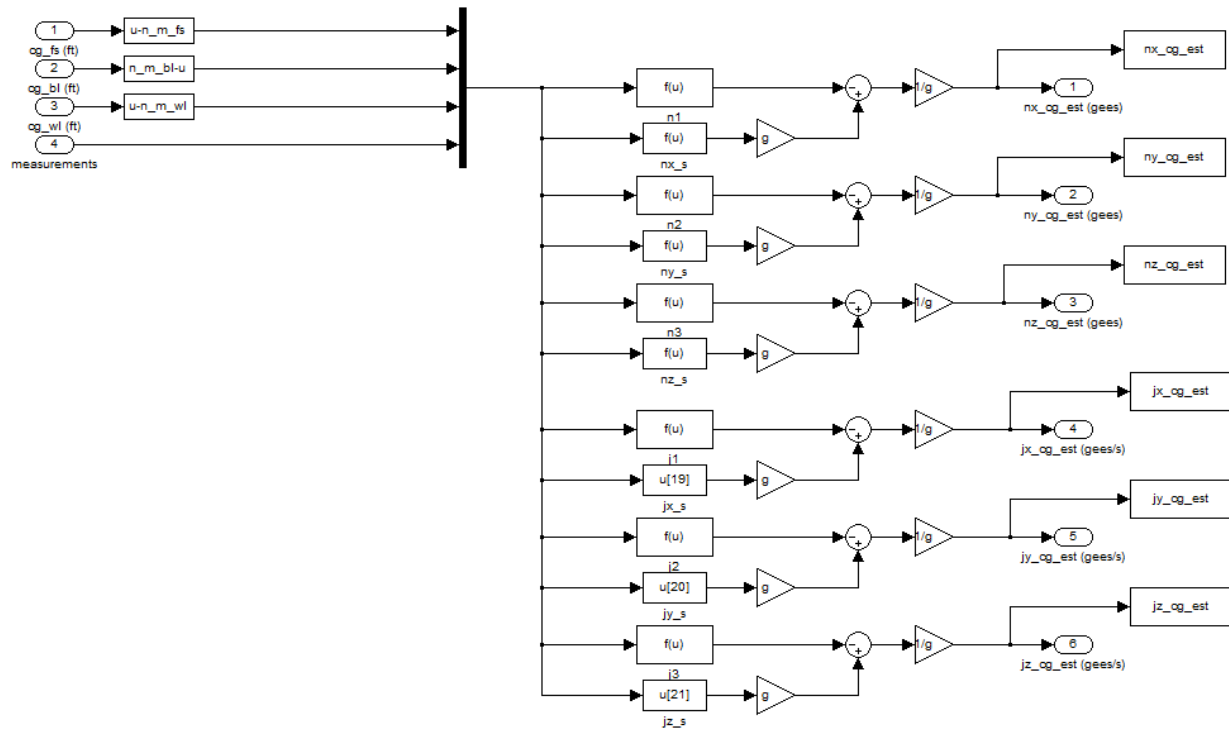 1
u-n_m_fs
cg_fs (ft)
2
n_m_bl-u
cg_bl (ft)
3
u-n_m_wl
cg_wl (ft)
4
measurements
f(u)
n1
f(u)
nx_s
g
-
+
1/g
nx_cg_est
1
nx_cg_est (gees)
f(u)
n2
f(u)
ny_s
g
-
+
1/g
ny_cg_est
2
ny_cg_est (gees)
f(u)
n3
f(u)
nz_s
g
-
+
1/g
nz_cg_est
3
nz_cg_est (gees)
f(u)
j1
u[19]
jx_s
g
-
+
1/g
jx_cg_est
4
jx_cg_est (gees/s)
f(u)
j2
u[20]
jy_s
g
-
+
1/g
jy_cg_est
5
jy_cg_est (gees/s)
f(u)
j3
u[21]
jz_s
g
-
+
1/g
jz_cg_est
6
jz_cg_est (gees/s)